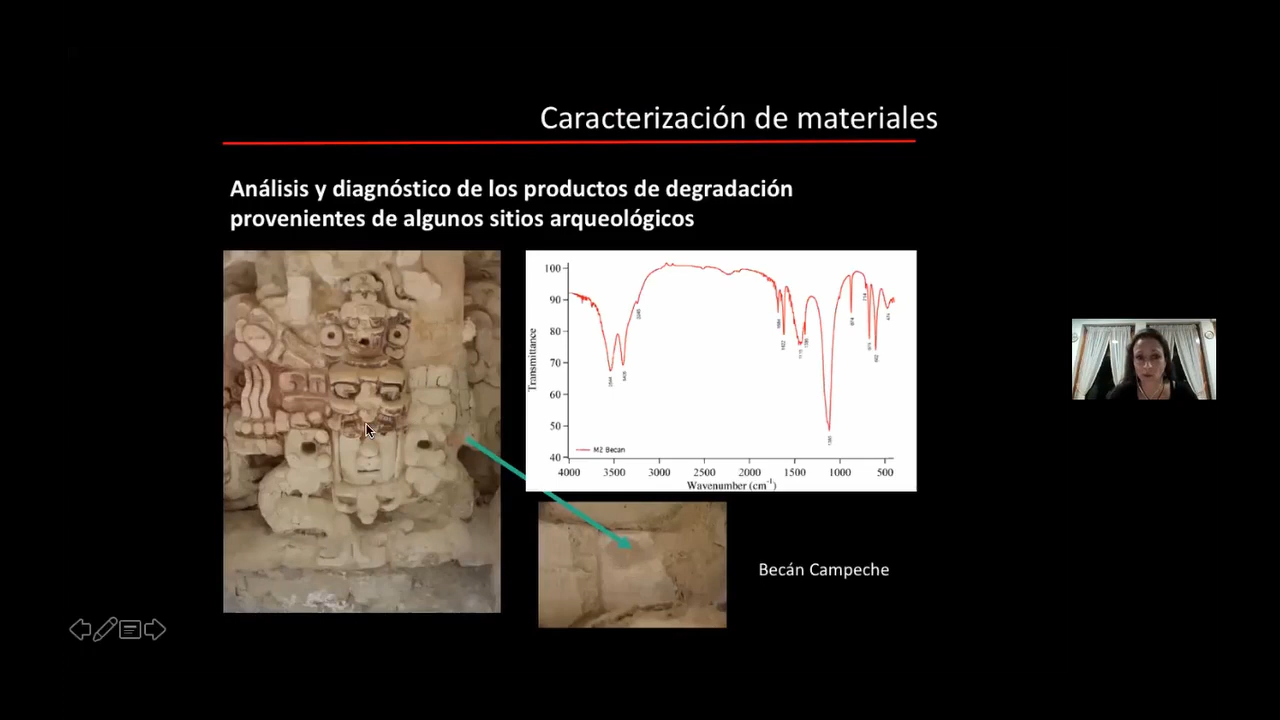 Caracterización de materiales
Análisis y diagnóstico de los productos de degradación
provenientes de algunos sitios arqueológicos
100
90
80
70
60
50
40
Transmittance
M2 Becan
4000 3500 3000 2500 2000 1500 1000 500
Wavenumber (cm⁻¹)
Becán Campeche